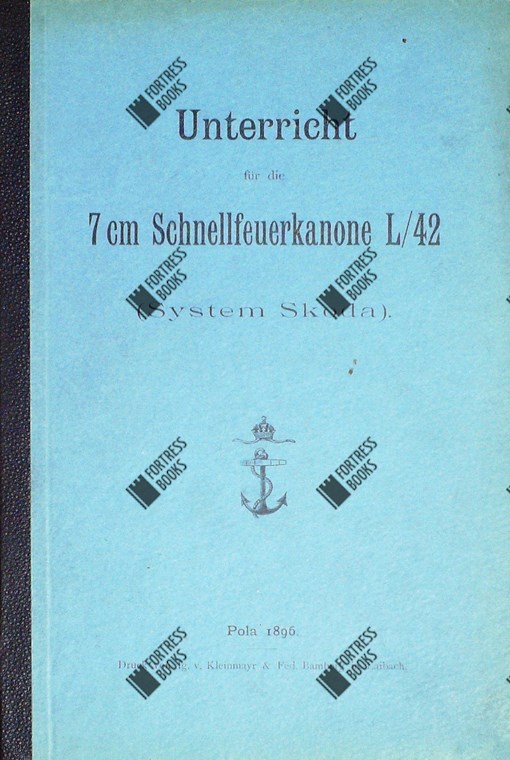 Unterricht
für die
7 cm Schnellfeuerkanone L/42
(System Skoda).
Pola 1896.
v. Kleinmayr & Fed. Laibach.
FORTRESS BOOKS
FORTRESS BOOKS
FORTRESS BOOKS
FORTRESS BOOKS
FORTRESS BOOKS
FORTRESS BOOKS
FORTRESS BOOKS
FORTRESS BOOKS